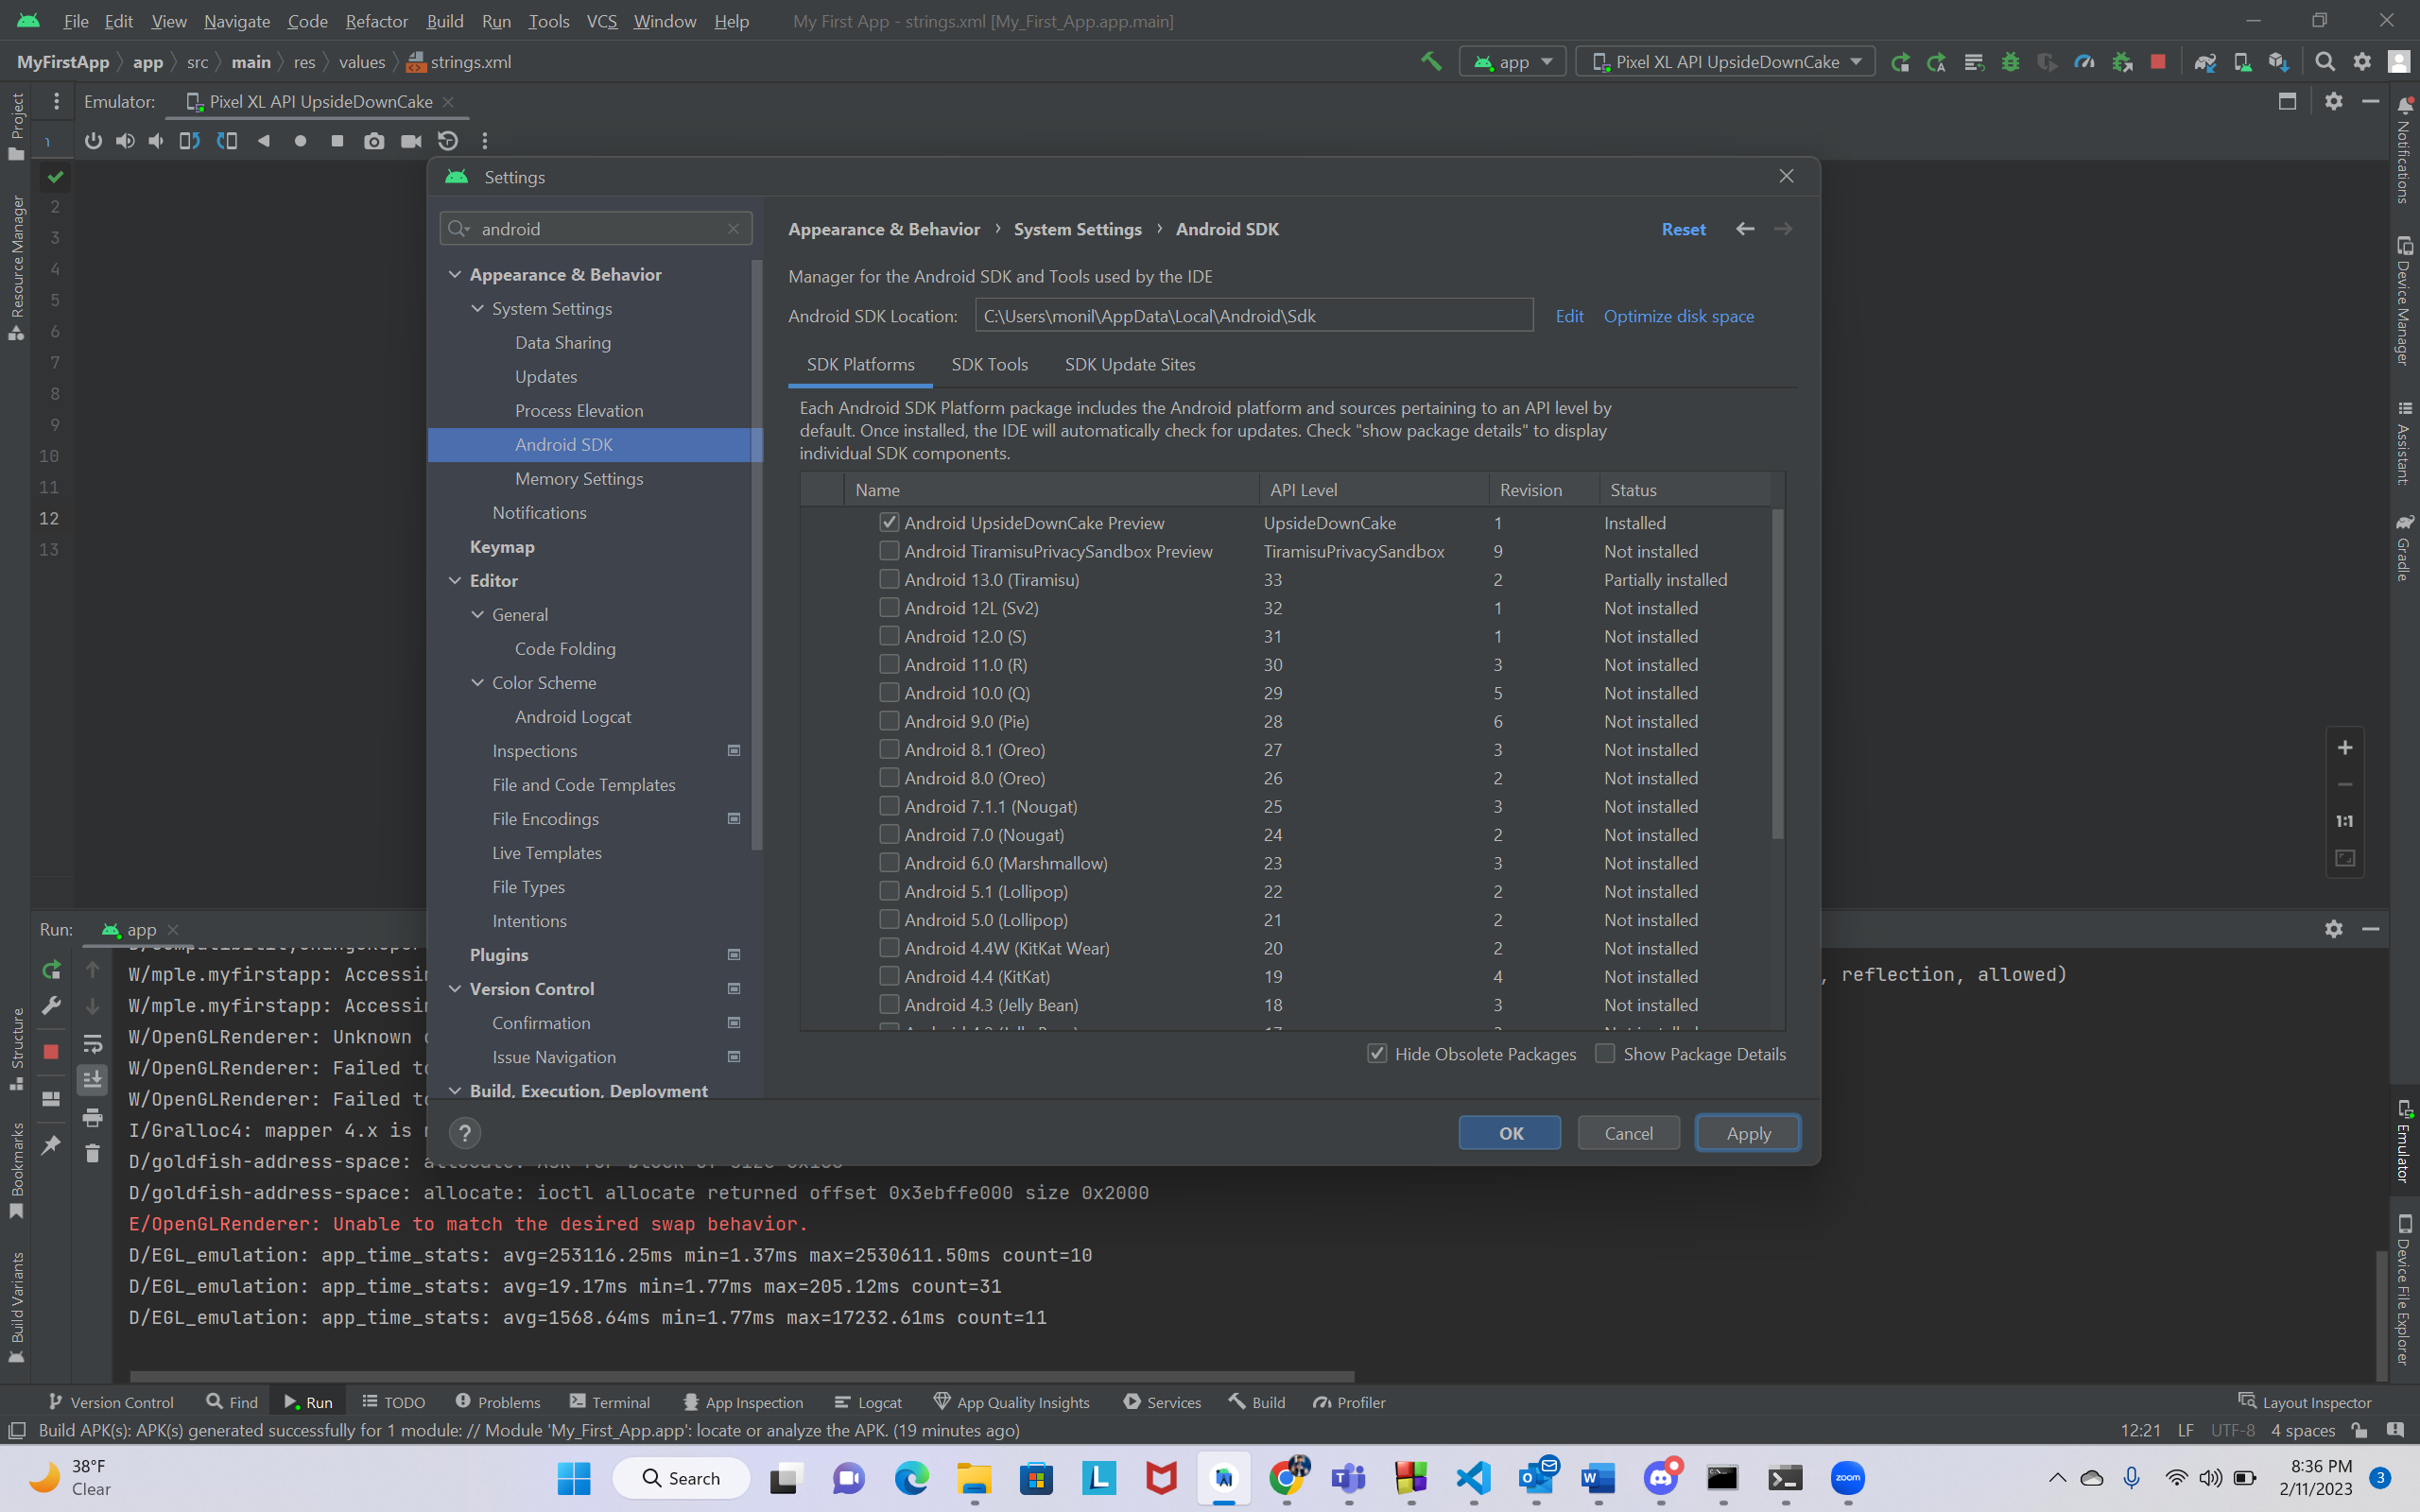 File Edit View Navigate Code Refactor Build Run Tools VCS Window Help My First App - strings.xml [My_First_App.app.main]
MyFirstApp app src main res values strings.xml app Pixel XL API UpsideDownCake
Emulator: Pixel XL API UpsideDownCake
Project
Resource Manager
Structure
Bookmarks
Build Variants
2
3
4
5
6
7
8
9
10
11
12
13
Settings
android
Appearance & Behavior
System Settings
Data Sharing
Updates
Process Elevation
Android SDK
Memory Settings
Notifications
Keymap
Editor
General
Code Folding
Color Scheme
Android Logcat
Inspections
File and Code Templates
File Encodings
Live Templates
File Types
Intentions
Plugins
Version Control
Confirmation
Issue Navigation
Build, Execution, Deployment
Appearance & Behavior › System Settings › Android SDK Reset
Manager for the Android SDK and Tools used by the IDE
Android SDK Location: C:\Users\monil\AppData\Local\Android\Sdk Edit Optimize disk space
SDK Platforms SDK Tools SDK Update Sites
Each Android SDK Platform package includes the Android platform and sources pertaining to an API level by
default. Once installed, the IDE will automatically check for updates. Check "show package details" to display
individual SDK components.
Name API Level Revision Status
Android UpsideDownCake Preview UpsideDownCake 1 Installed
Android TiramisuPrivacySandbox Preview TiramisuPrivacySandbox 9 Not installed
Android 13.0 (Tiramisu) 33 2 Partially installed
Android 12L (Sv2) 32 1 Not installed
Android 12.0 (S) 31 1 Not installed
Android 11.0 (R) 30 3 Not installed
Android 10.0 (Q) 29 5 Not installed
Android 9.0 (Pie) 28 6 Not installed
Android 8.1 (Oreo) 27 3 Not installed
Android 8.0 (Oreo) 26 2 Not installed
Android 7.1.1 (Nougat) 25 3 Not installed
Android 7.0 (Nougat) 24 2 Not installed
Android 6.0 (Marshmallow) 23 3 Not installed
Android 5.1 (Lollipop) 22 2 Not installed
Android 5.0 (Lollipop) 21 2 Not installed
Android 4.4W (KitKat Wear) 20 2 Not installed
Android 4.4 (KitKat) 19 4 Not installed
Android 4.3 (Jelly Bean) 18 3 Not installed
Hide Obsolete Packages Show Package Details
? OK Cancel Apply
1:1
Notifications
Device Manager
Assistant:
Gradle
Emulator
Device File Explorer
Run: app
W/mple.myfirstapp: Accessin , reflection, allowed)
W/mple.myfirstapp: Accessin
W/OpenGLRenderer: Unknown
W/OpenGLRenderer: Failed to
W/OpenGLRenderer: Failed to
I/Gralloc4: mapper 4.x is
D/goldfish-address-space:
D/goldfish-address-space: allocate: ioctl allocate returned offset 0x3ebffe000 size 0x2000
E/OpenGLRenderer: Unable to match the desired swap behavior.
D/EGL_emulation: app_time_stats: avg=253116.25ms min=1.37ms max=2530611.50ms count=10
D/EGL_emulation: app_time_stats: avg=19.17ms min=1.77ms max=205.12ms count=31
D/EGL_emulation: app_time_stats: avg=1568.64ms min=1.77ms max=17232.61ms count=11
Version Control Find Run TODO Problems Terminal App Inspection Logcat App Quality Insights Services Build Profiler Layout Inspector
Build APK(s): APK(s) generated successfully for 1 module: // Module 'My_First_App.app': locate or analyze the APK. (19 minutes ago) 12:21 LF UTF-8 4 spaces
38°F
Clear
Search
zoom
8:36 PM
2/11/2023
3